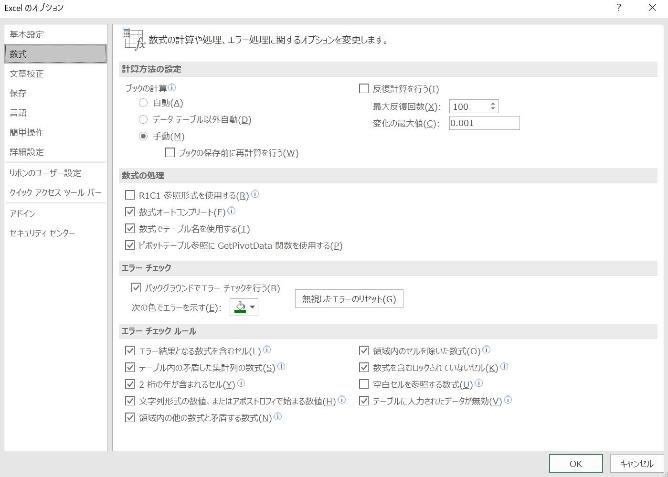 Excel のオプション
? ×
基本設定
数式
文章校正
保存
言語
簡単操作
詳細設定
リボンのユーザー設定
クイック アクセス ツール バー
アドイン
セキュリティ センター
数式の計算や処理、エラー処理に関するオプションを変更します。
計算方法の設定
ブックの計算
自動(A)
データ テーブル以外自動(D)
手動(M)
ブックの保存前に再計算を行う(W)
反復計算を行う(I)
最大反復回数(X): 100
変化の最大値(C): 0.001
数式の処理
R1C1 参照形式を使用する(R)
数式オートコンプリート(F)
数式でテーブル名を使用する(T)
ピボットテーブル参照に GetPivotData 関数を使用する(P)
エラー チェック
バックグラウンドでエラー チェックを行う(B)
次の色でエラーを示す(E):
無視したエラーのリセット(G)
エラー チェック ルール
エラー結果となる数式を含むセル(L)
テーブル内の矛盾した集計列の数式(S)
2 桁の年が含まれるセル(Y)
文字列形式の数値、またはアポストロフィで始まる数値(H)
領域内の他の数式と矛盾する数式(N)
領域内のセルを除いた数式(O)
数式を含むロックされていないセル(K)
空白セルを参照する数式(U)
テーブルに入力されたデータが無効(V)
OK
キャンセル